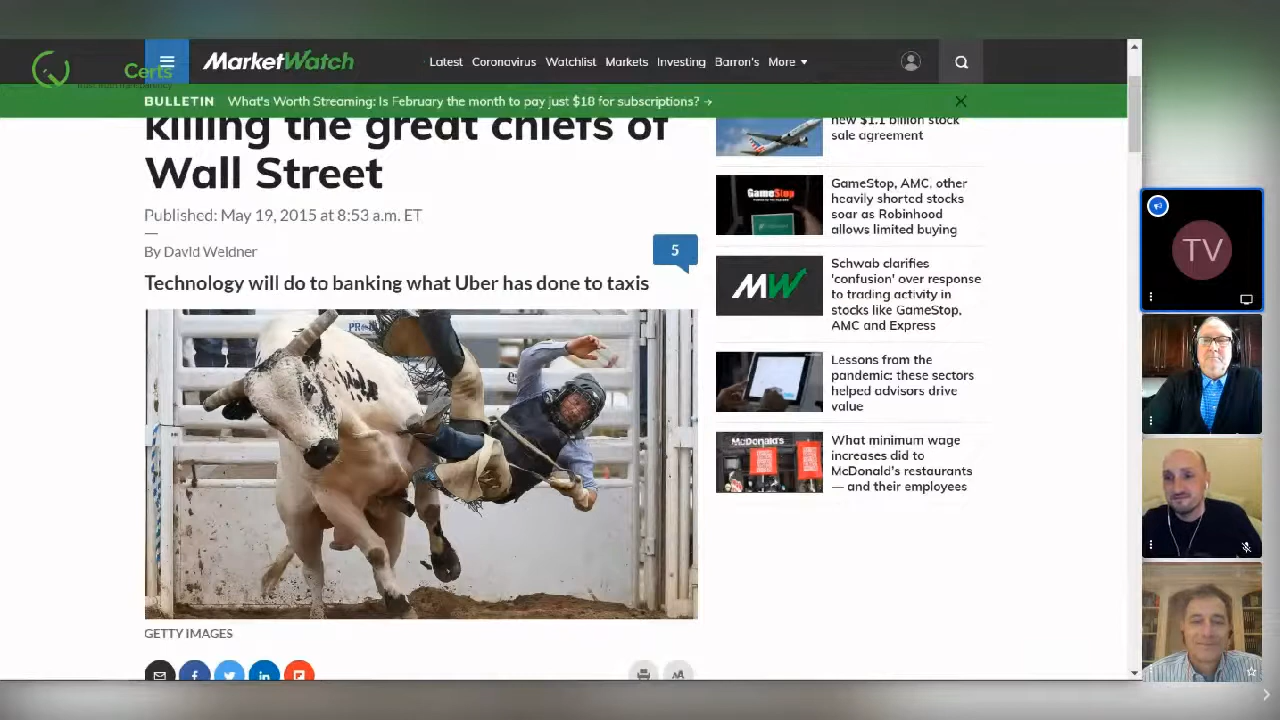 Certs
MarketWatch
Latest Coronavirus Watchlist Markets Investing Barron's More
BULLETIN What's Worth Streaming: Is February the month to pay just $18 for subscriptions? →
killing the great chiefs of
Wall Street
Published: May 19, 2015 at 8:53 a.m. ET
By David Weidner
5
Technology will do to banking what Uber has done to taxis
GETTY IMAGES
new $1.1 billion stock
sale agreement
GameStop
GameStop, AMC, other
heavily shorted stocks
soar as Robinhood
allows limited buying
MW
Schwab clarifies
'confusion' over response
to trading activity in
stocks like GameStop,
AMC and Express
Lessons from the
pandemic: these sectors
helped advisors drive
value
McDonald's
What minimum wage
increases did to
McDonald's restaurants
— and their employees
TV